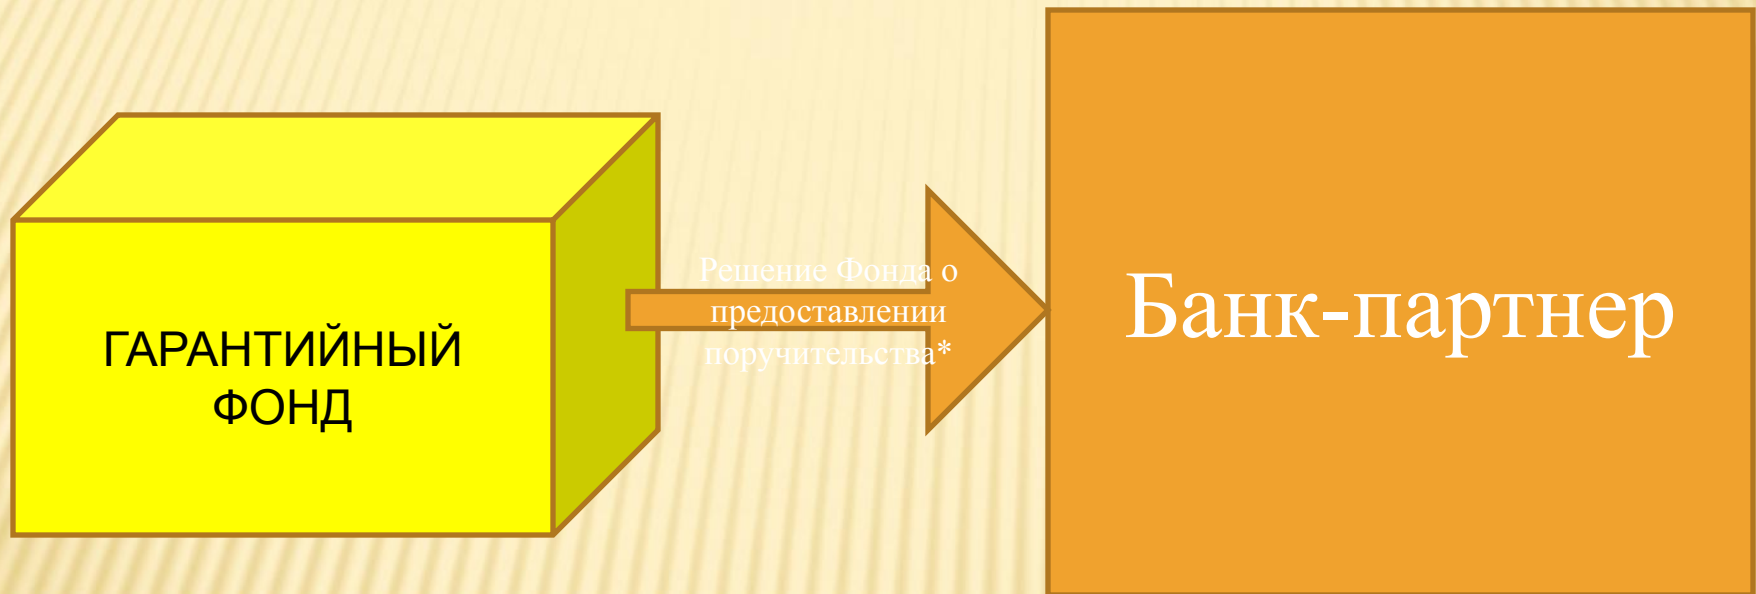 ГАРАНТИЙНЫЙ
ФОНД
Решение Фонда о
предоставлении
поручительства*
Банк-партнер